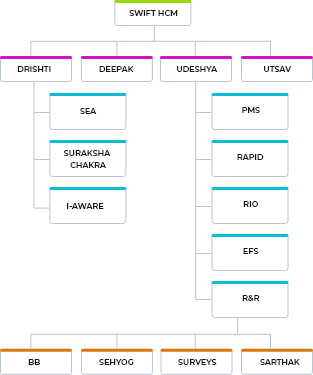 SWIFT HCM
DRISHTI
DEEPAK
UDESHYA
UTSAV
SEA
SURAKSHA
CHAKRA
I-AWARE
PMS
RAPID
RIO
EFS
R&R
BB
SEHYOG
SURVEYS
SARTHAK